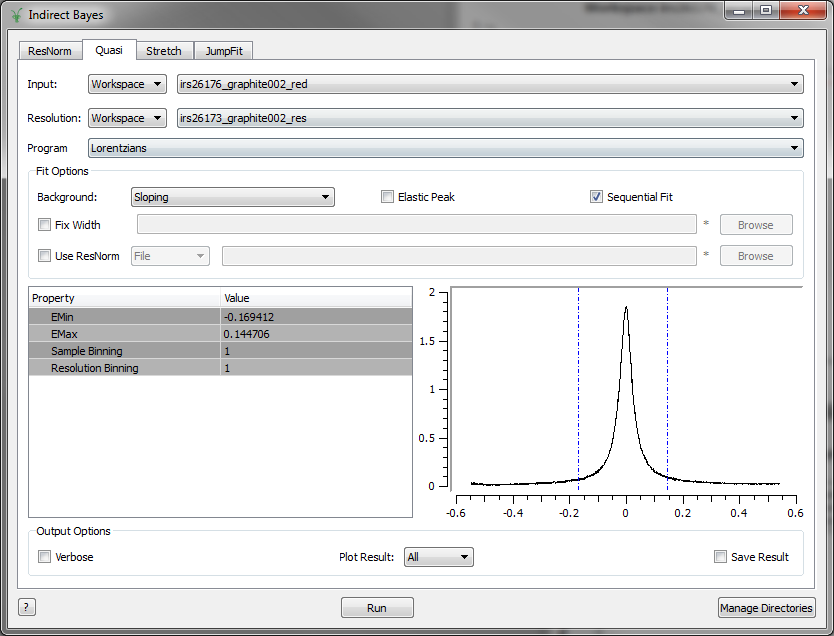 Indirect Bayes
ResNorm Quasi Stretch JumpFit
Input: Workspace irs26176_graphite002_red
Resolution: Workspace irs26173_graphite002_res
Program Lorentzians
Fit Options
Background: Sloping Elastic Peak Sequential Fit
Fix Width * Browse
Use ResNorm File * Browse
Property Value
EMin -0.169412
EMax 0.144706
Sample Binning 1
Resolution Binning 1
2
1.5
1
0.5
0
-0.6 -0.4 -0.2 0 0.2 0.4 0.6
Output Options
Verbose Plot Result: All Save Result
? Run Manage Directories